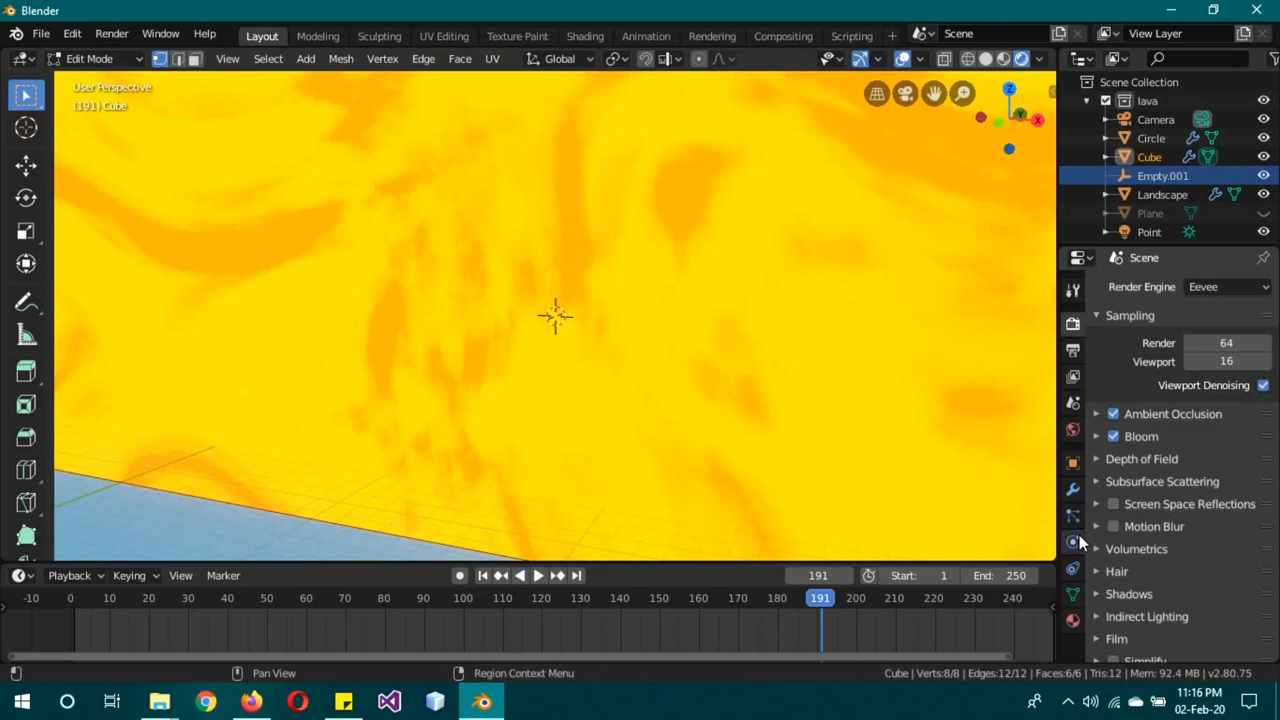 Blender
File Edit Render Window Help Layout Modeling Sculpting UV Editing Texture Paint Shading Animation Rendering Compositing Scripting Scene View Layer
Edit Mode View Select Add Mesh Vertex Edge Face UV Global
User Perspective
(191) Cube
Z
Y
X
Scene Collection
lava
Camera
Circle
Cube
Empty.001
Landscape
Plane
Point
Scene
Render Engine Eevee
Sampling
Render 64
Viewport 16
Viewport Denoising
Ambient Occlusion
Bloom
Depth of Field
Subsurface Scattering
Screen Space Reflections
Motion Blur
Volumetrics
Hair
Shadows
Indirect Lighting
Film
Simplify
Playback Keying View Marker 191 Start: 1 End: 250
-10 0 10 20 30 40 50 60 70 80 90 100 110 120 130 140 150 160 170 180 191 200 210 220 230 240
Pan View Region Context Menu Cube | Verts:8/8 | Edges:12/12 | Faces:6/6 | Tris:12 | Mem: 92.4 MB | v2.80.75
11:16 PM
02-Feb-20